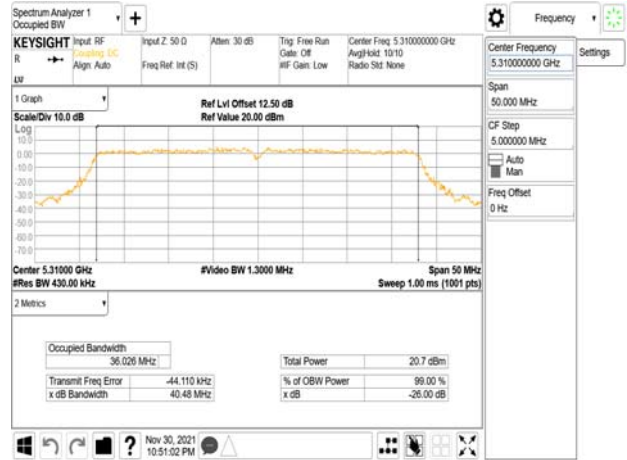 Spectrum Analyzer 1
Occupied BW
Frequency
KEYSIGHT
Input: RF
Coupling: DC
Align: Auto
Input Z: 50 Ω
Freq Ref: Int (S)
Atten: 30 dB
Trig: Free Run
Gate: Off
#IF Gain: Low
Center Freq: 5.310000000 GHz
Avg|Hold: 10/10
Radio Std: None
R
LXI
1 Graph
Scale/Div 10.0 dB
Ref Lvl Offset 12.50 dB
Ref Value 20.00 dBm
Log
10.0
0.00
-10.0
-20.0
-30.0
-40.0
-50.0
-60.0
-70.0
Center 5.31000 GHz
#Res BW 430.00 kHz
#Video BW 1.3000 MHz
Span 50 MHz
Sweep 1.00 ms (1001 pts)
2 Metrics
Occupied Bandwidth
36.026 MHz
Transmit Freq Error -44.110 kHz
x dB Bandwidth 40.48 MHz
Total Power 20.7 dBm
% of OBW Power 99.00 %
x dB -26.00 dB
Center Frequency
5.310000000 GHz
Settings
Span
50.000 MHz
CF Step
5.000000 MHz
Auto
Man
Freq Offset
0 Hz
?
Nov 30, 2021
10:51:02 PM